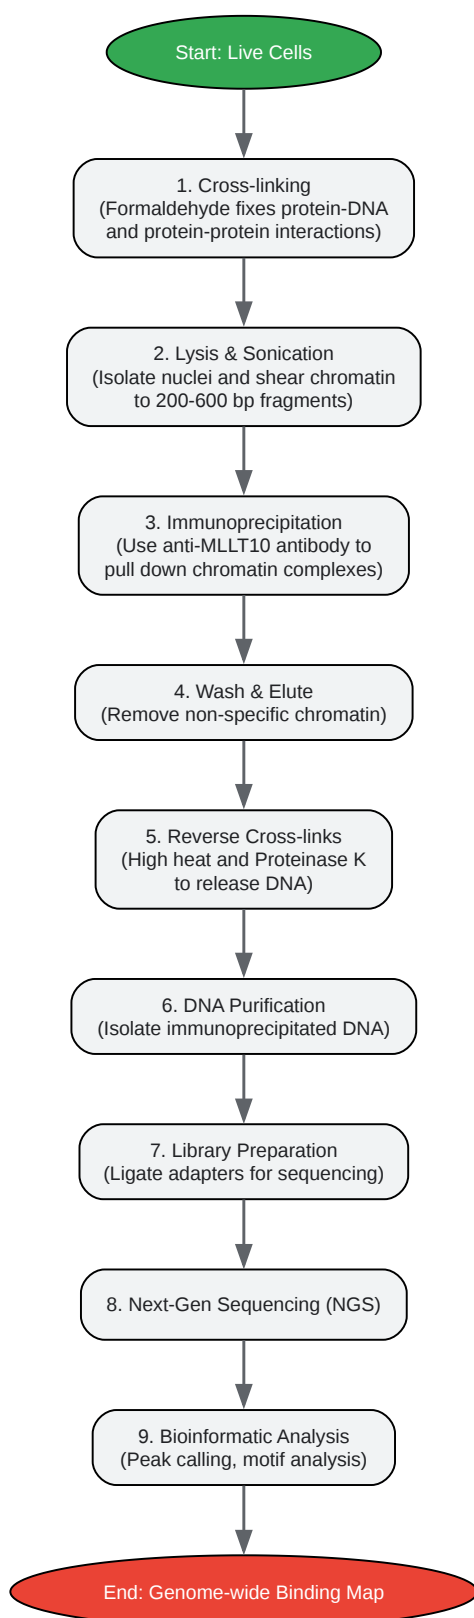 Start: Live Cells
1. Cross-linking
(Formaldehyde fixes protein-DNA
and protein-protein interactions)
2. Lysis & Sonication
(Isolate nuclei and shear chromatin
to 200-600 bp fragments)
3. Immunoprecipitation
(Use anti-MLLT10 antibody to
pull down chromatin complexes)
4. Wash & Elute
(Remove non-specific chromatin)
5. Reverse Cross-links
(High heat and Proteinase K
to release DNA)
6. DNA Purification
(Isolate immunoprecipitated DNA)
7. Library Preparation
(Ligate adapters for sequencing)
8. Next-Gen Sequencing (NGS)
9. Bioinformatic Analysis
(Peak calling, motif analysis)
End: Genome-wide Binding Map